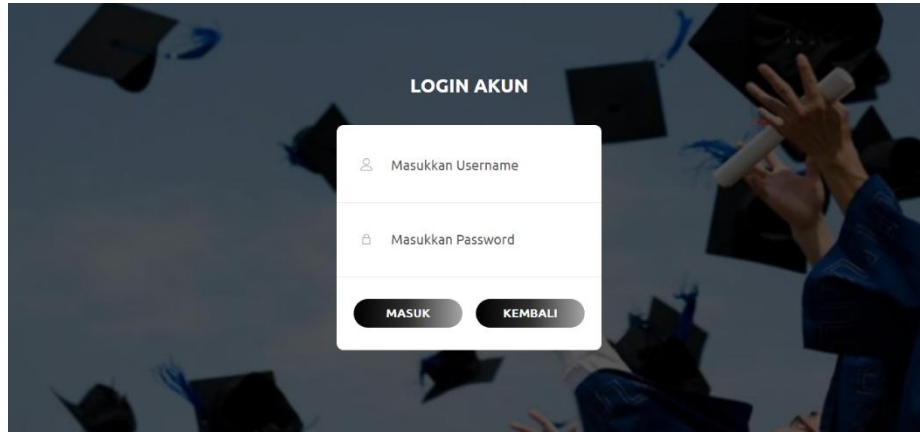 LOGIN AKUN
Masukkan Username
Masukkan Password
MASUK KEMBALI